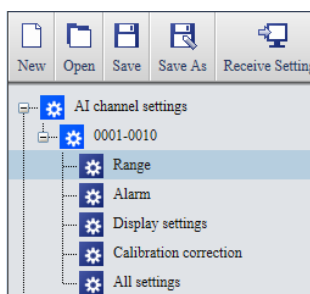 New Open Save Save As Receive Setting
AI channel settings
0001-0010
Range
Alarm
Display settings
Calibration correction
All settings